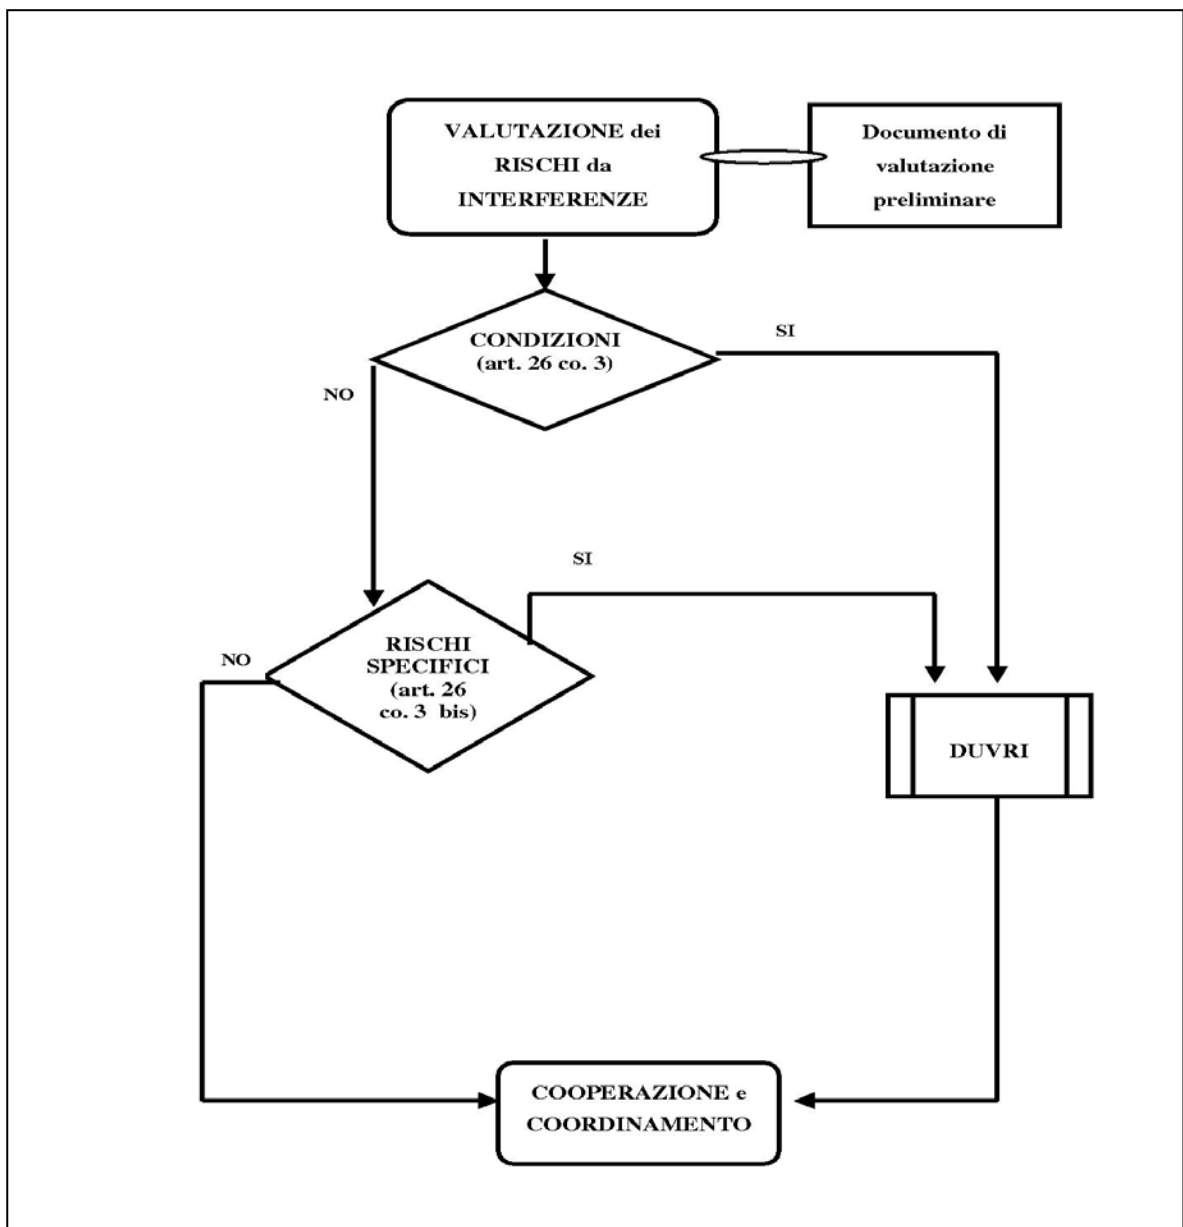 VALUTAZIONE dei
RISCHI da
INTERFERENZE
Documento di
valutazione
preliminare
CONDIZIONI
(art. 26 co. 3)
SI
NO
SI
RISCHI
SPECIFICI
(art. 26
co. 3 bis)
NO
DUVRI
COOPERAZIONE e
COORDINAMENTO